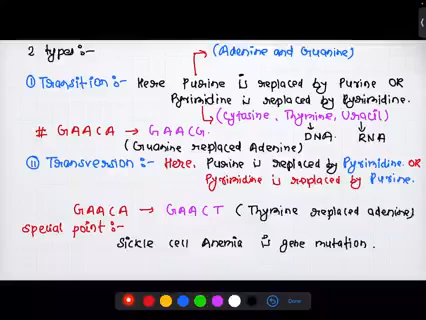 2 types:-
(Adenine and Guanine)
(I) Transition:- Here Purine is replaced by Purine OR
Pyrimidine is replaced by Pyrimidine.
(Cytosine, Thymine, Uracil)
DNA. RNA
# GAACA → GAACG.
(Guanine replaced Adenine)
(II) Transversion:- Here, Purine is replaced by Pyrimidine. OR
Pyrimidine is replaced by Purine.
GAACA → GAACT (Thymine replaced adenine)
special point:-
Sickle cell Anemia is gene mutation.
Done